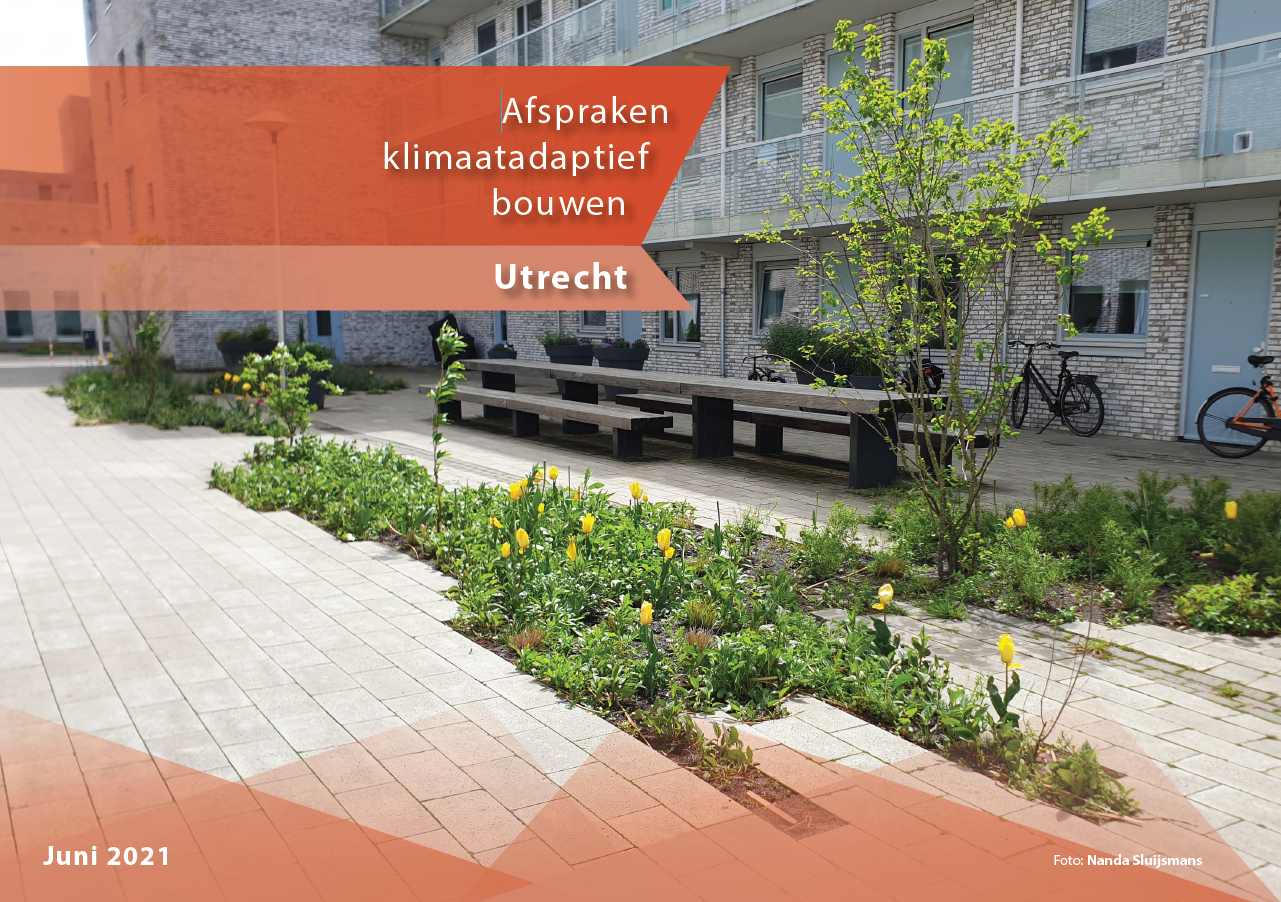 Afspraken
klimaatadaptief
bouwen
Utrecht
Juni 2021
Foto: Nanda Sluijsmans